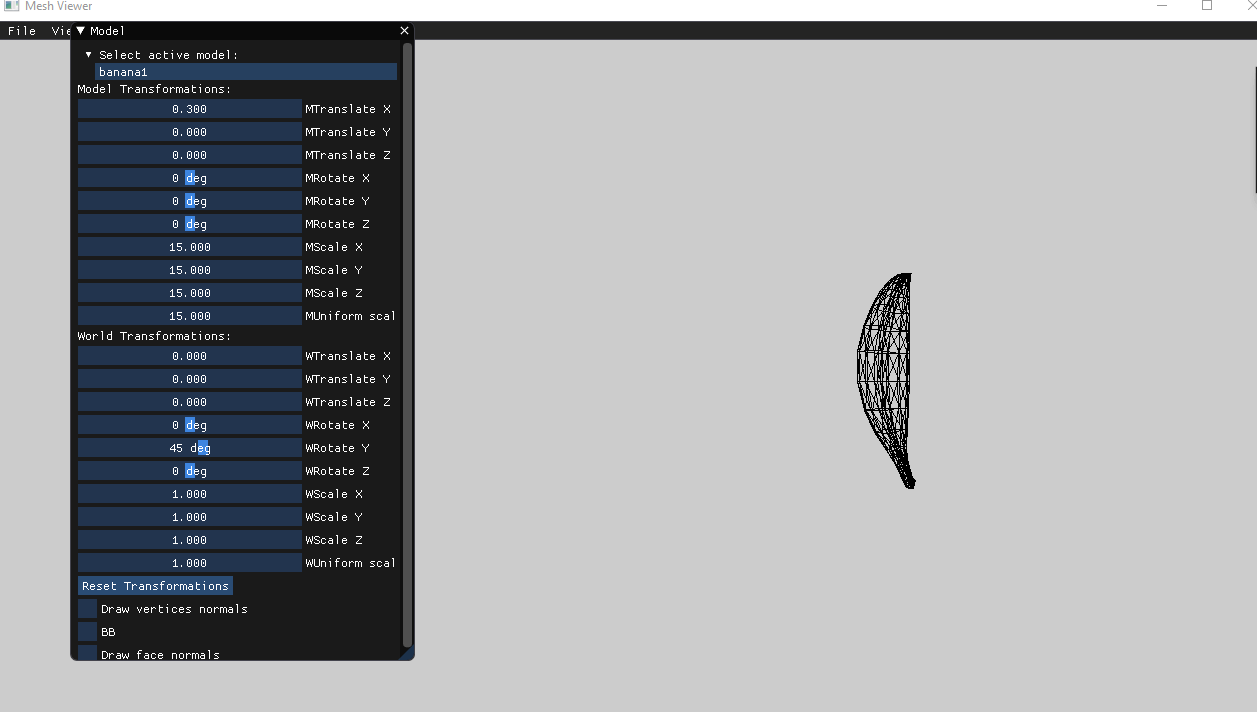 Mesh Viewer
File Vie
Model
Select active model:
banana1
Model Transformations:
0.300 MTranslate X
0.000 MTranslate Y
0.000 MTranslate Z
0 deg MRotate X
0 deg MRotate Y
0 deg MRotate Z
15.000 MScale X
15.000 MScale Y
15.000 MScale Z
15.000 MUniform scal
World Transformations:
0.000 WTranslate X
0.000 WTranslate Y
0.000 WTranslate Z
0 deg WRotate X
45 deg WRotate Y
0 deg WRotate Z
1.000 WScale X
1.000 WScale Y
1.000 WScale Z
1.000 WUniform scal
Reset Transformations
Draw vertices normals
BB
Draw face normals